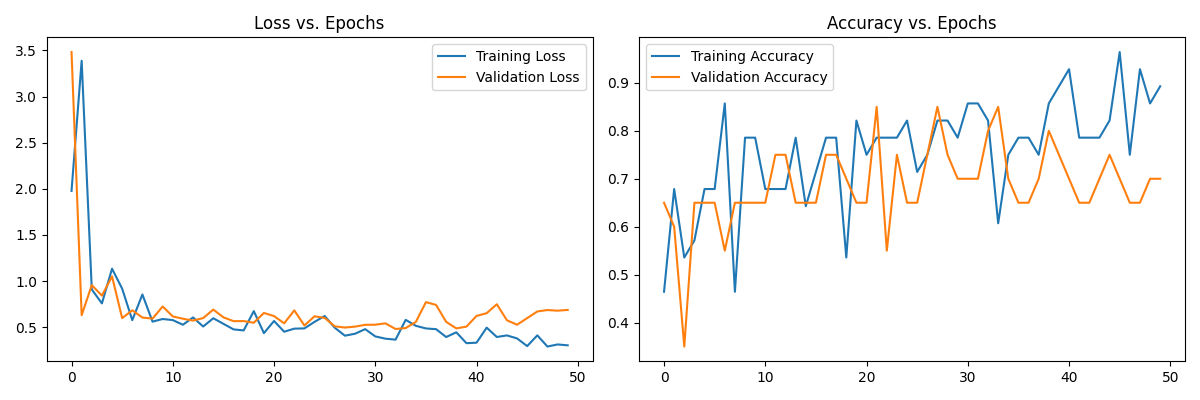 Loss vs. Epochs
3.5
3.0
2.5
2.0
1.5
1.0
0.5
0 10 20 30 40 50
Training Loss
Validation Loss
Accuracy vs. Epochs
0.9
0.8
0.7
0.6
0.5
0.4
0 10 20 30 40 50
Training Accuracy
Validation Accuracy